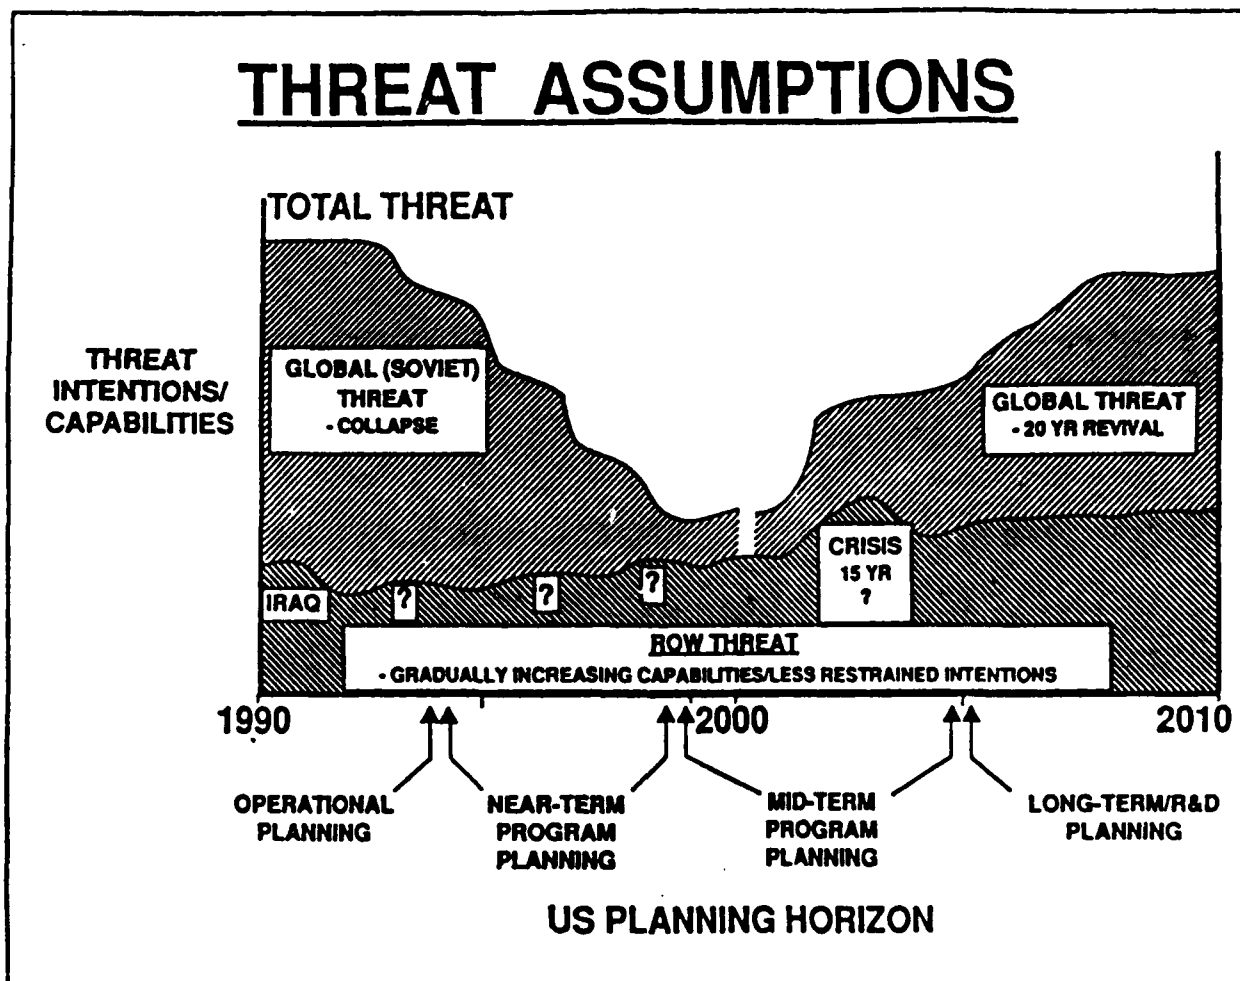 THREAT ASSUMPTIONS
TOTAL THREAT
THREAT
INTENTIONS/
CAPABILITIES
GLOBAL (SOVIET)
THREAT
- COLLAPSE
GLOBAL THREAT
- 20 YR REVIVAL
IRAQ
?
?
?
CRISIS
15 YR
?
ROW THREAT
- GRADUALLY INCREASING CAPABILITIES/LESS RESTRAINED INTENTIONS
1990
2000
2010
OPERATIONAL
PLANNING
NEAR-TERM
PROGRAM
PLANNING
MID-TERM
PROGRAM
PLANNING
LONG-TERM/R&D
PLANNING
US PLANNING HORIZON